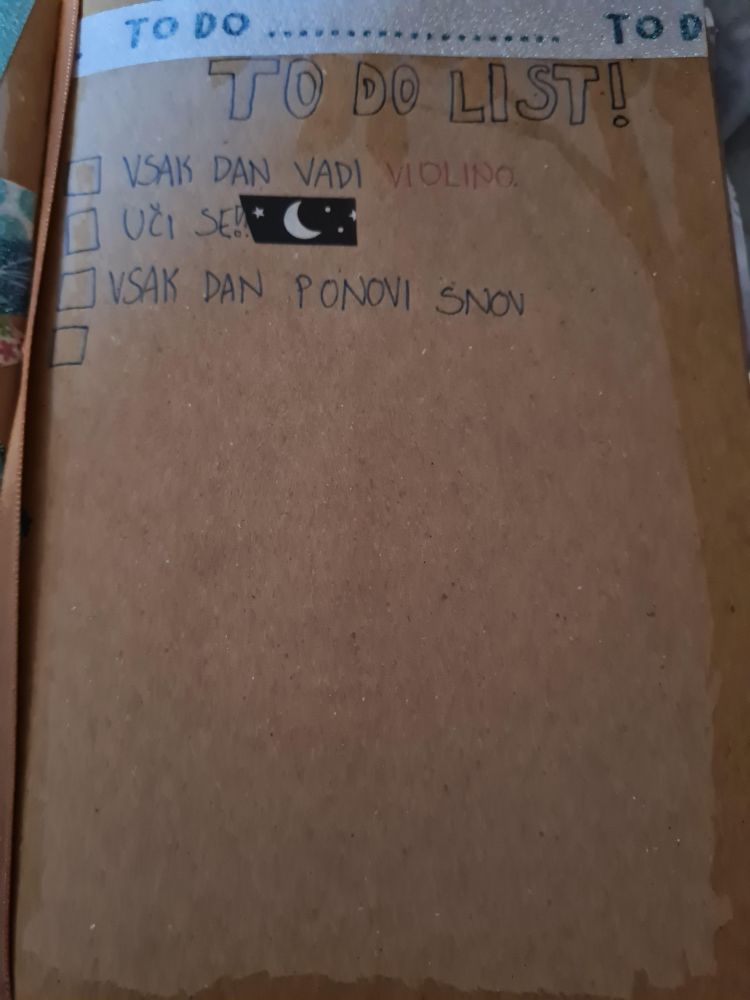 TO DO ...................... TO D
TO DO LIST!
VSAK DAN VADI VIOLINO.
UČI SE!!
VSAK DAN PONOVI SNOV